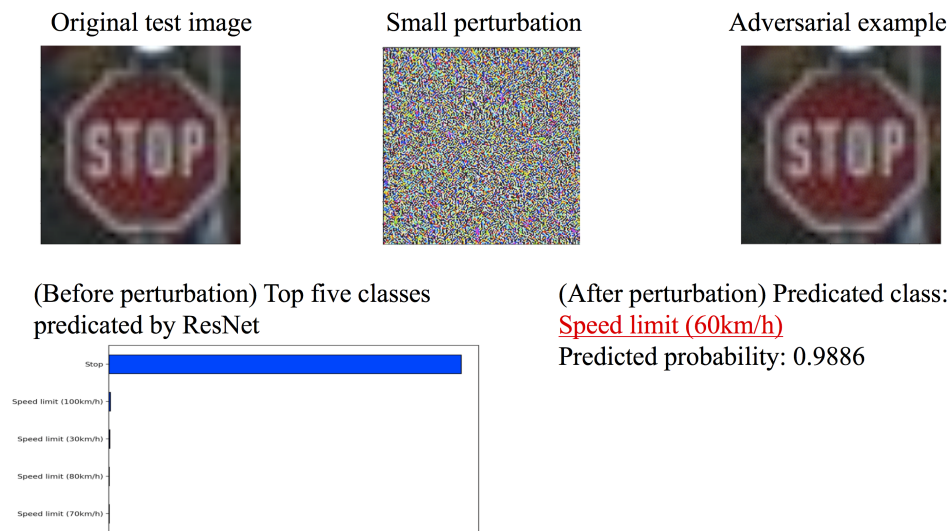 Original test image
Small perturbation
Adversarial example
STOP
STOP
(Before perturbation) Top five classes
predicated by ResNet
Stop
Speed limit (100km/h)
Speed limit (30km/h)
Speed limit (80km/h)
Speed limit (70km/h)
(After perturbation) Predicated class:
Speed limit (60km/h)
Predicted probability: 0.9886